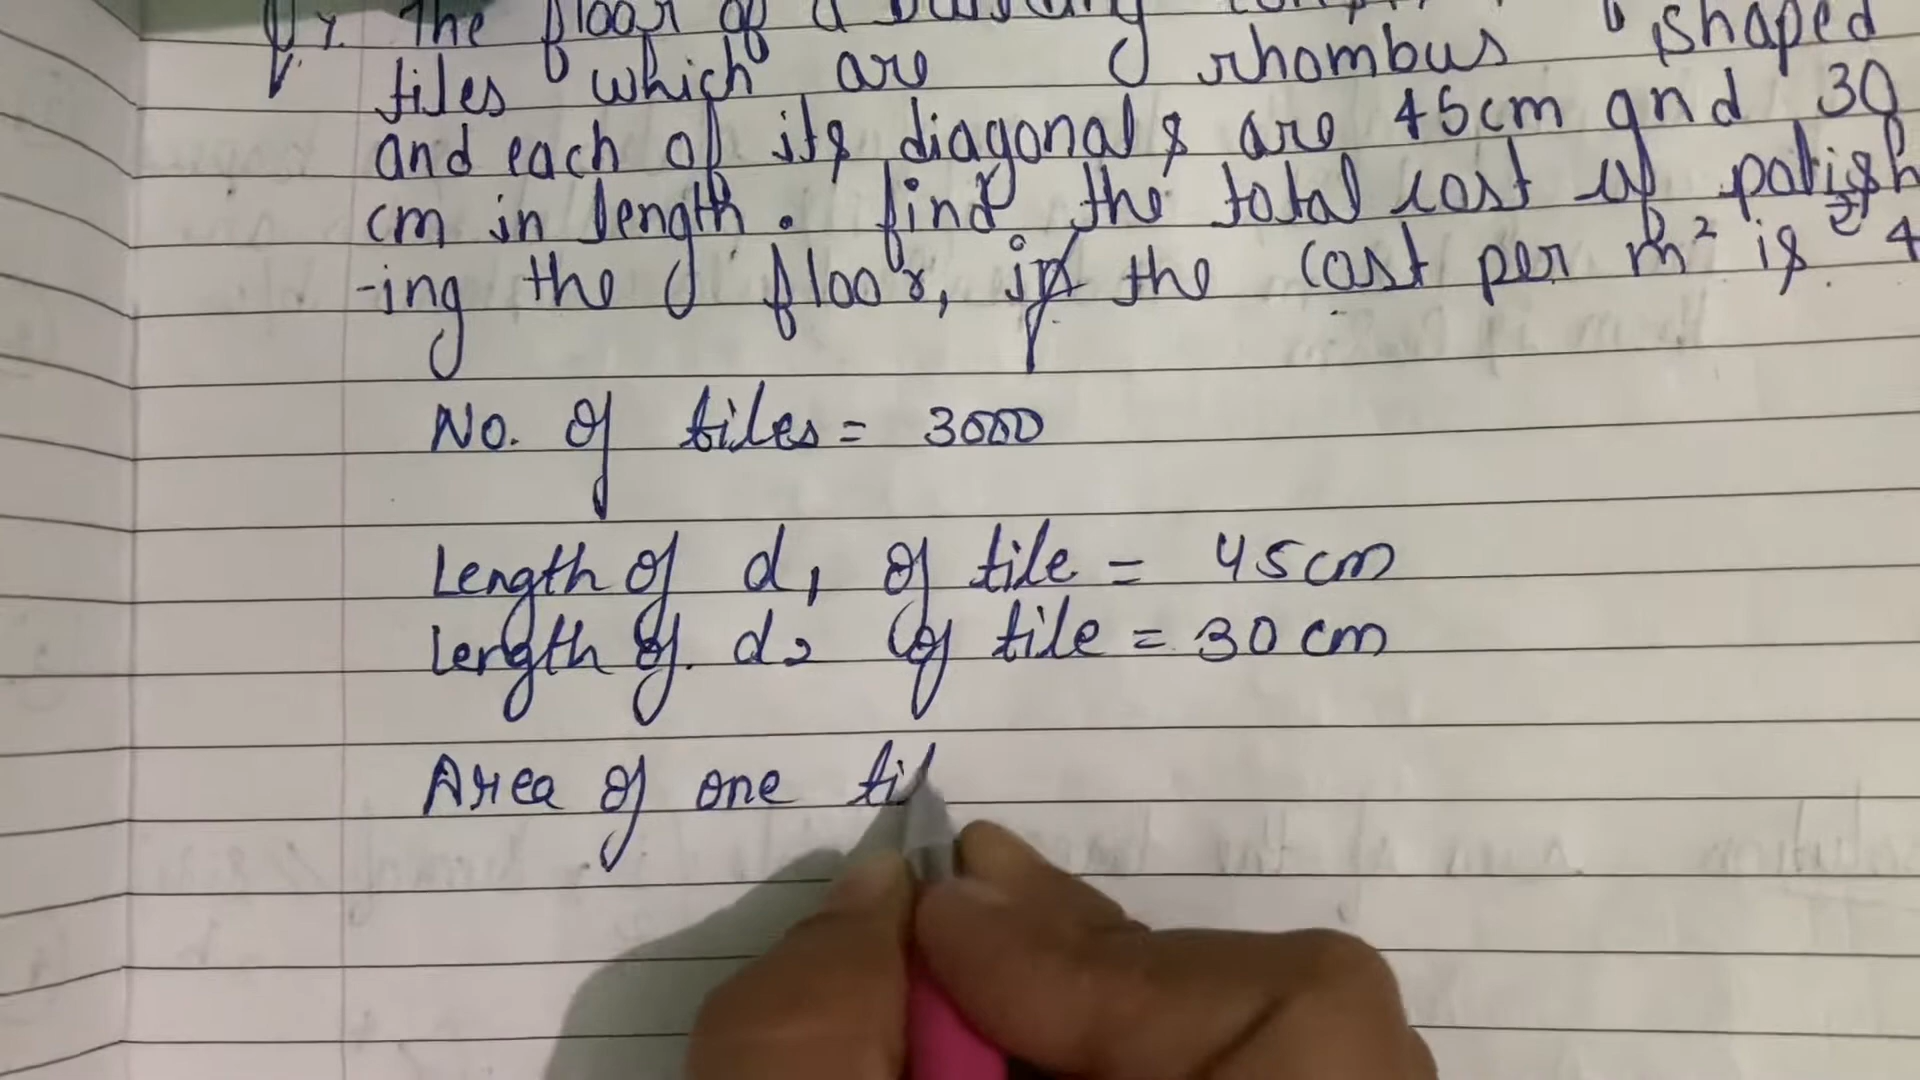 The floor of a
tiles which are rhombus shaped
and each of its diagonals are 45cm and 30
cm in length. find the total cost of polish
-ing the floor, if the cost per m² is ₹ 4
No. of tiles = 3000
Length of d₁ of tile = 45cm
Length of d₂ of tile = 30 cm
Area of one til